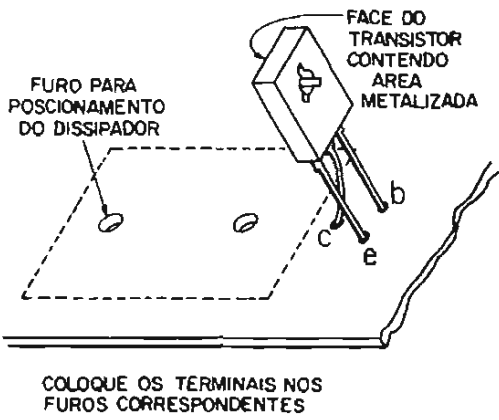 FACE DO
TRANSISTOR
CONTENDO
AREA
METALIZADA
FURO PARA
POSCIONAMENTO
DO DISSIPADOR
b
c
e
COLOQUE OS TERMINAIS NOS
FUROS CORRESPONDENTES